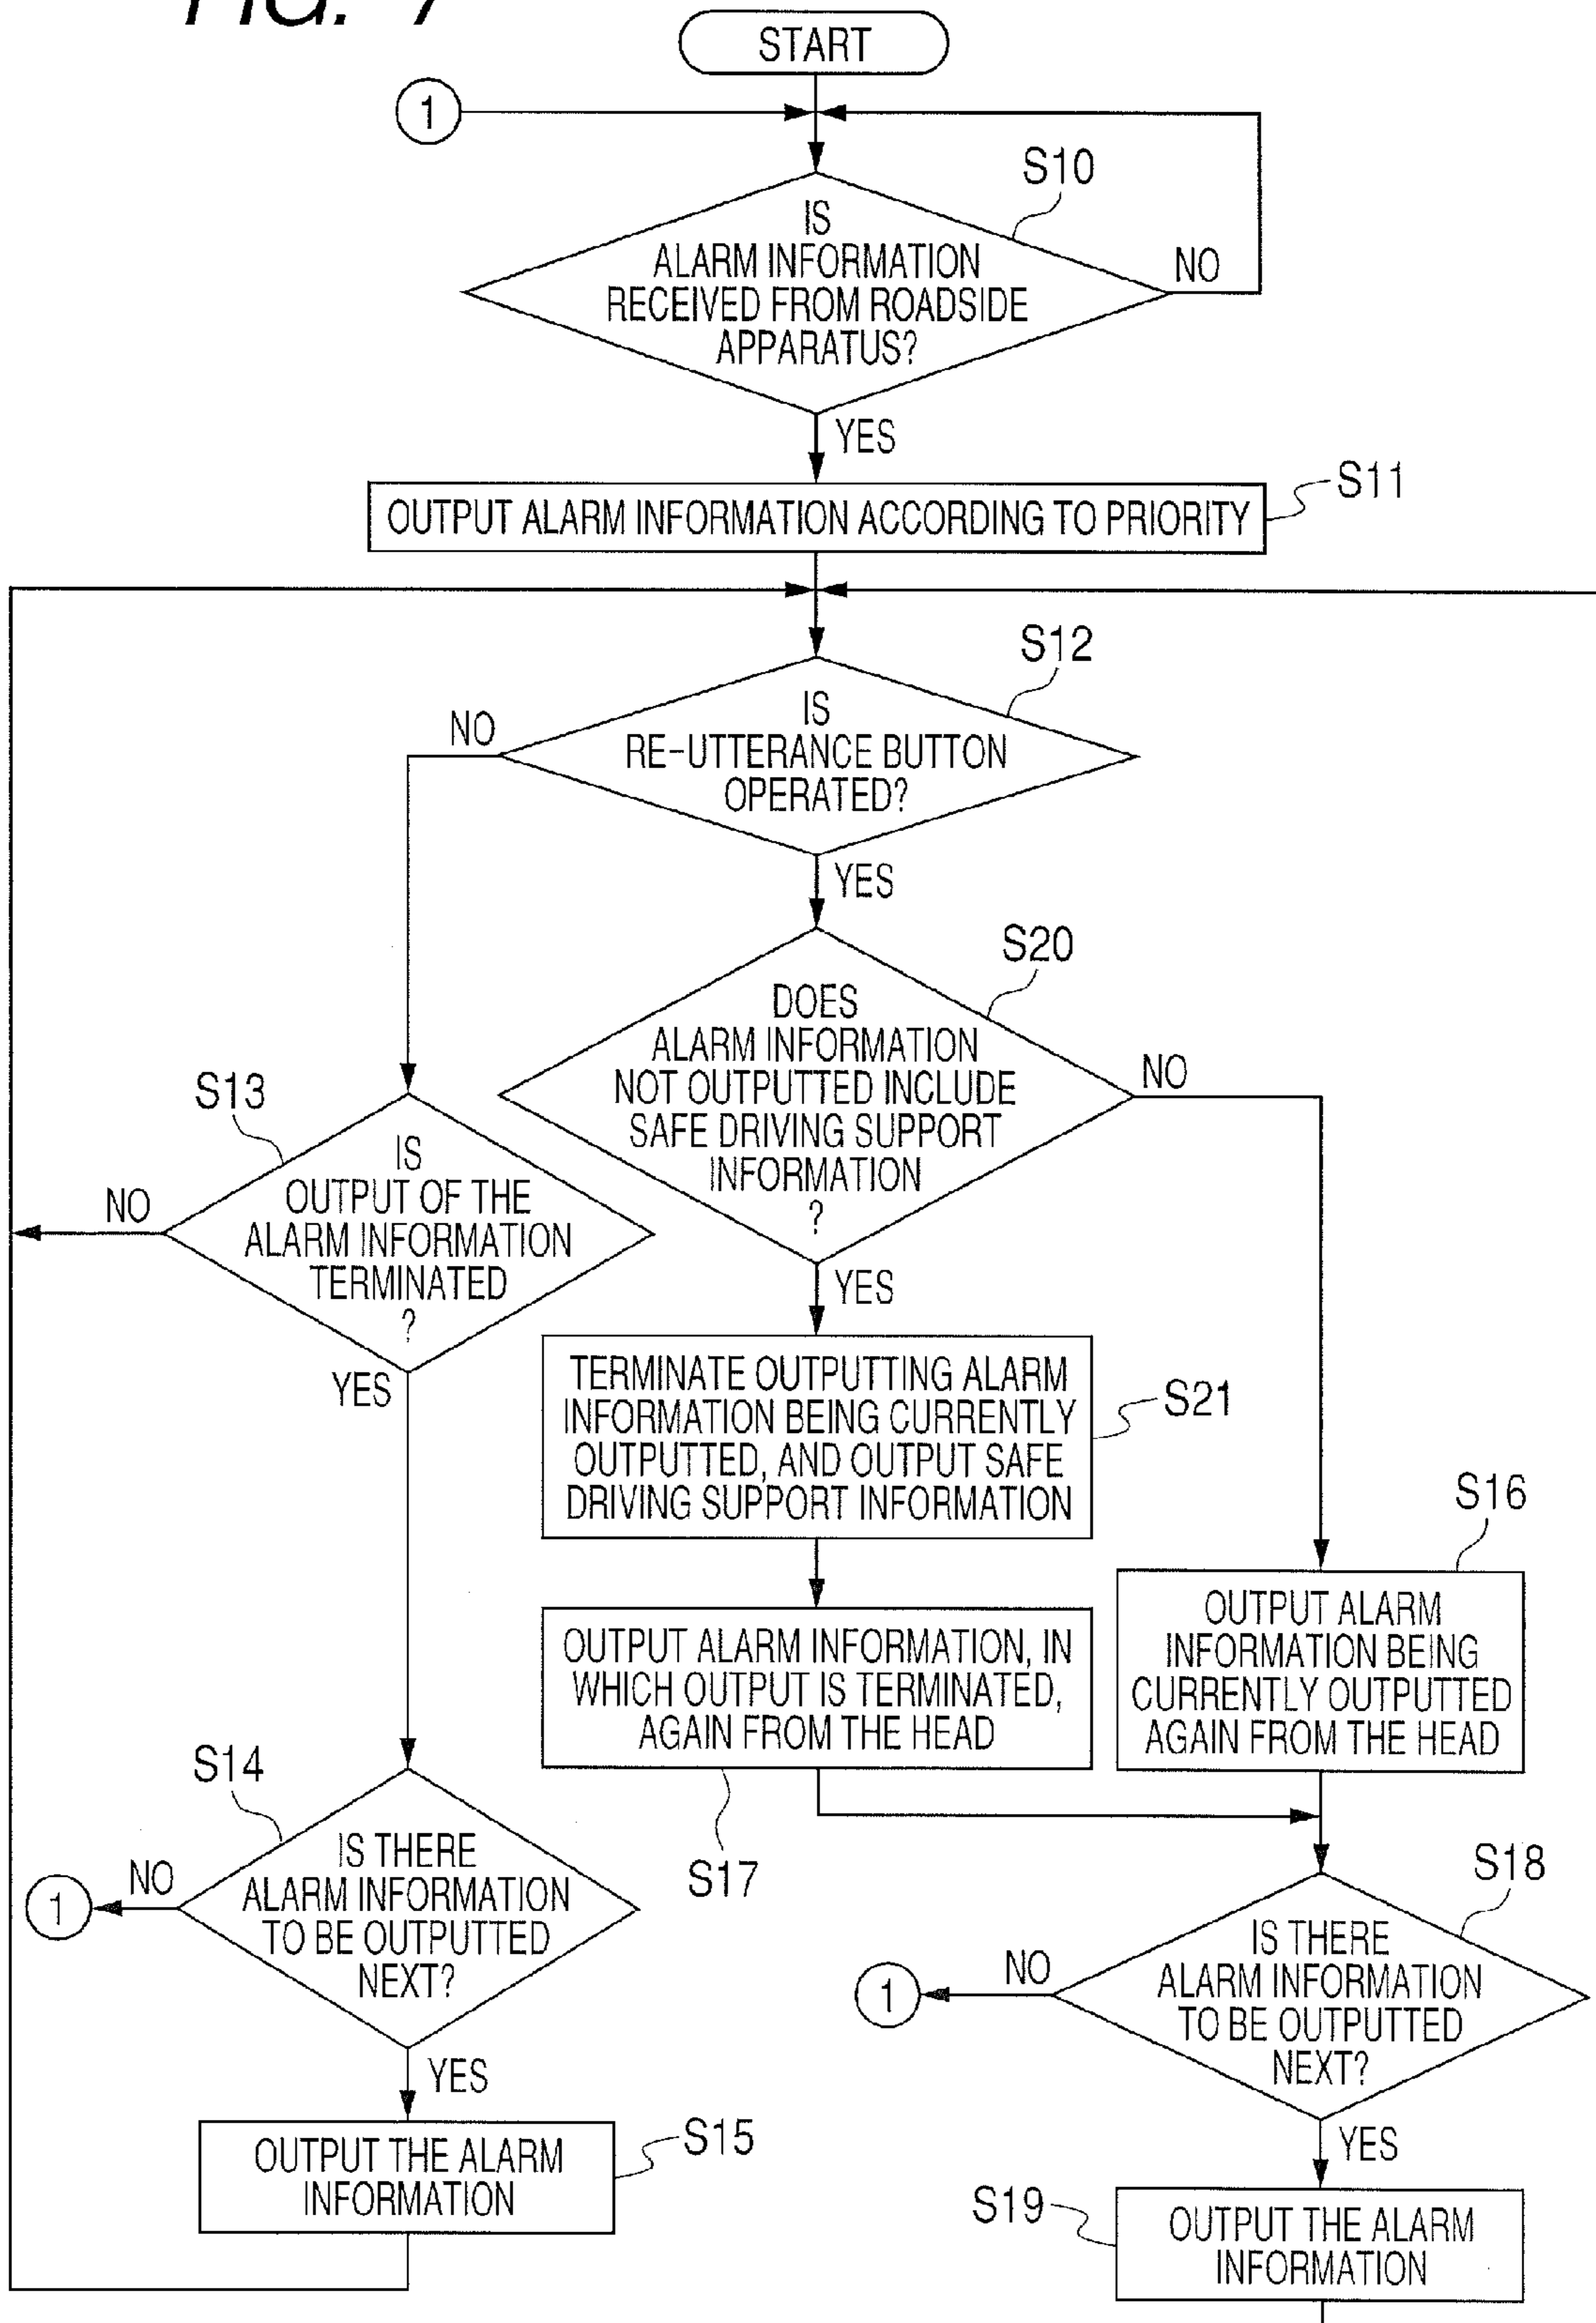 START
1
S10
IS
ALARM INFORMATION
RECEIVED FROM ROADSIDE
APPARATUS?
NO
YES
OUTPUT ALARM INFORMATION ACCORDING TO PRIORITY
S11
S12
IS
RE-UTTERANCE BUTTON
OPERATED?
NO
YES
S20
DOES
ALARM INFORMATION
NOT OUTPUTTED INCLUDE
SAFE DRIVING SUPPORT
INFORMATION
?
NO
YES
S13
IS
OUTPUT OF THE
ALARM INFORMATION
TERMINATED
?
NO
YES
TERMINATE OUTPUTTING ALARM
INFORMATION BEING CURRENTLY
OUTPUTTED, AND OUTPUT SAFE
DRIVING SUPPORT INFORMATION
S21
S16
OUTPUT ALARM
INFORMATION BEING
CURRENTLY OUTPUTTED
AGAIN FROM THE HEAD
OUTPUT ALARM INFORMATION, IN
WHICH OUTPUT IS TERMINATED,
AGAIN FROM THE HEAD
S17
S14
IS THERE
ALARM INFORMATION
TO BE OUTPUTTED
NEXT?
NO
1
YES
S18
IS THERE
ALARM INFORMATION
TO BE OUTPUTTED
NEXT?
NO
1
YES
OUTPUT THE ALARM
INFORMATION
S15
S19
OUTPUT THE ALARM
INFORMATION